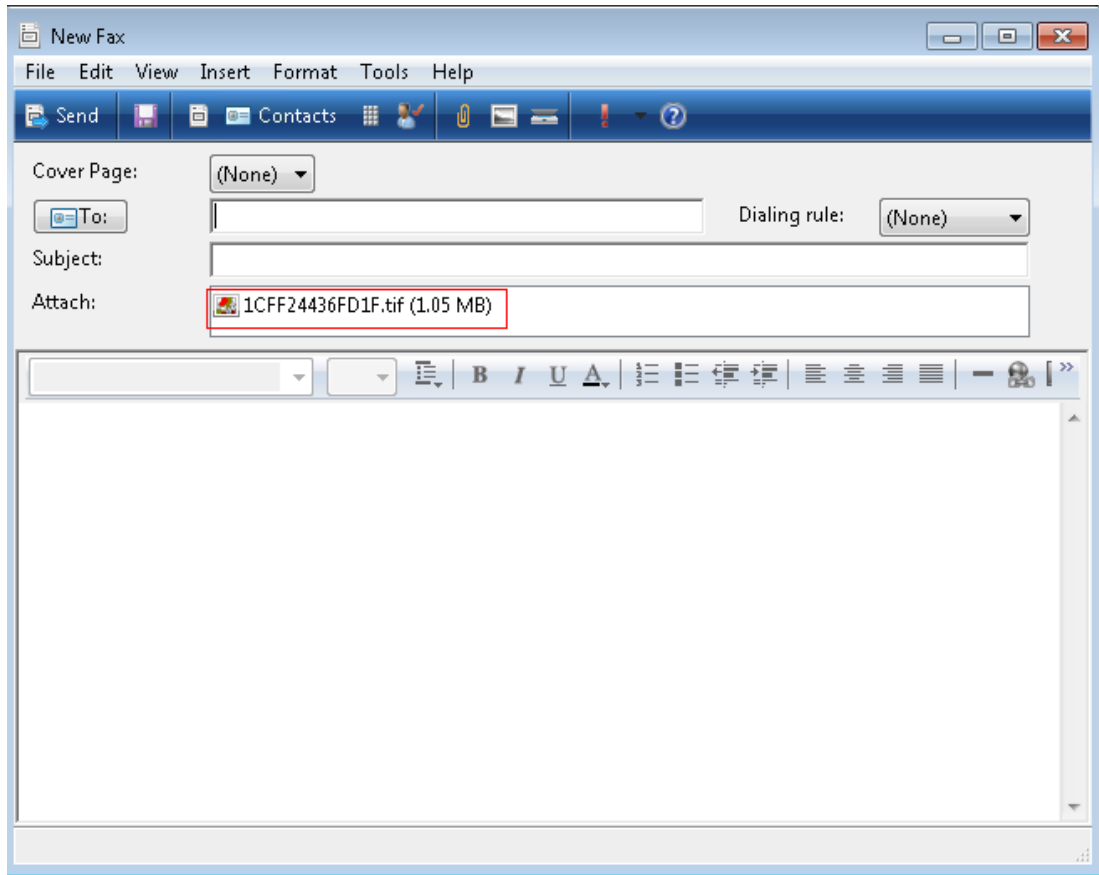 New Fax
File Edit View Insert Format Tools Help
Send Contacts
Cover Page: (None)
To: Dialing rule: (None)
Subject:
Attach: 1CFF24436FD1F.tif (1.05 MB)
B I U A